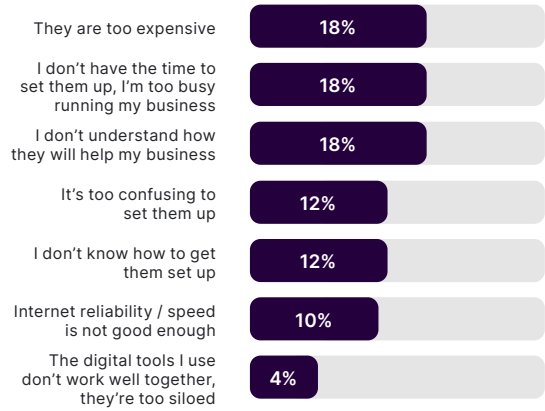 They are too expensive
18%
I don’t have the time to
set them up, I’m too busy
running my business
18%
I don’t understand how
they will help my business
18%
It’s too confusing to
set them up
12%
I don’t know how to get
them set up
12%
Internet reliability / speed
is not good enough
10%
The digital tools I use
don’t work well together,
they’re too siloed
4%